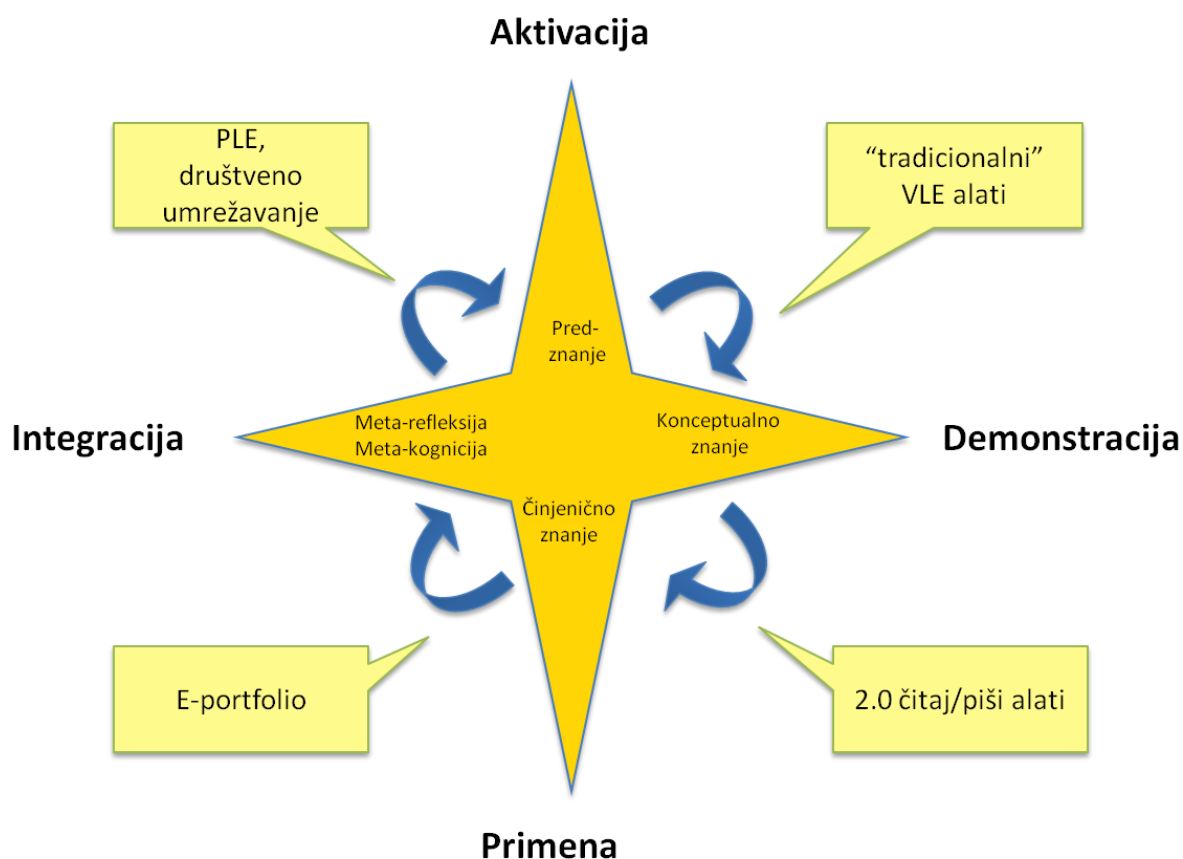 Aktivacija
PLE,
društveno
umrežavanje
“tradicionalni”
VLE alati
Pred-
znanje
Integracija
Meta-refleksija
Meta-kognicija
Konceptualno
znanje
Demonstracija
Činjenično
znanje
E-portfolio
2.0 čitaj/piši alati
Primena